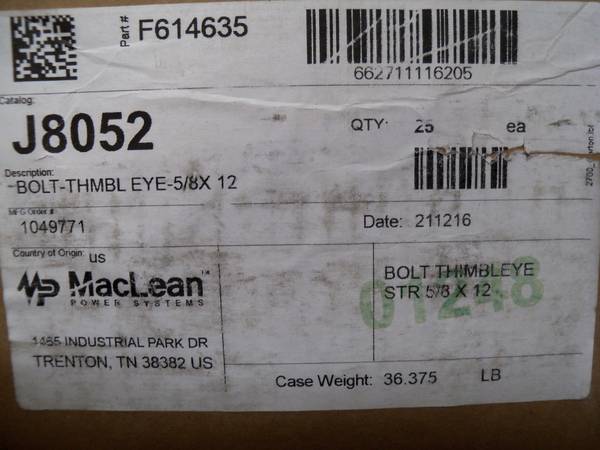 Part# F614635
662711116205
Catalog:
J8052
QTY: 25 ea
Description:
BOLT-THMBL EYE-5/8X 12
MFG Order #
1049771
Date: 211216
Country of Origin: US
MacLean™
POWER SYSTEMS
BOLT THIMBLEYE
STR 5/8 X 12
1465 INDUSTRIAL PARK DR
TRENTON, TN 38382 US
Case Weight: 36.375 LB